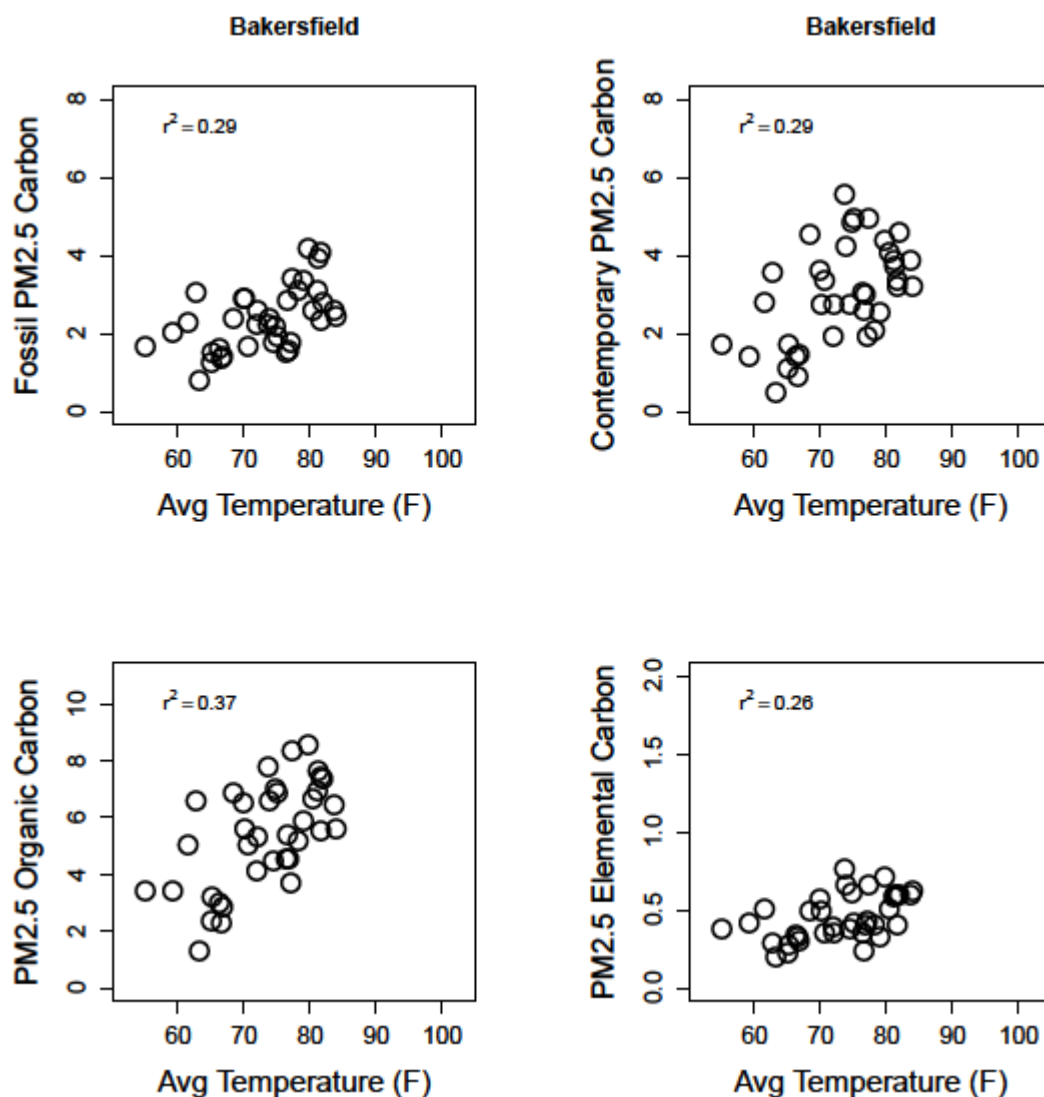 Bakersfield
Fossil PM2.5 Carbon
8
6
4
2
0
r² = 0.29
60 70 80 90 100
Avg Temperature (F)
Bakersfield
Contemporary PM2.5 Carbon
8
6
4
2
0
r² = 0.29
60 70 80 90 100
Avg Temperature (F)
PM2.5 Organic Carbon
10
8
6
4
2
0
r² = 0.37
60 70 80 90 100
Avg Temperature (F)
PM2.5 Elemental Carbon
2.0
1.5
1.0
0.5
0.0
r² = 0.26
60 70 80 90 100
Avg Temperature (F)